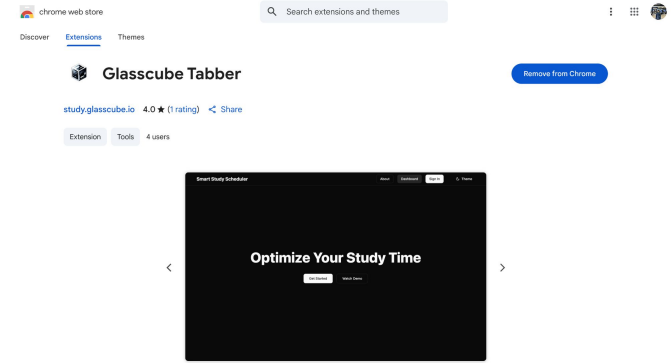 chrome web store
Search extensions and themes
Discover Extensions Themes
Glasscube Tabber
Remove from Chrome
study.glasscube.io 4.0 ★ (1 rating) Share
Extension Tools 4 users
Smart Study Scheduler About Dashboard Sign In Theme
Optimize Your Study Time
Get Started Watch Demo